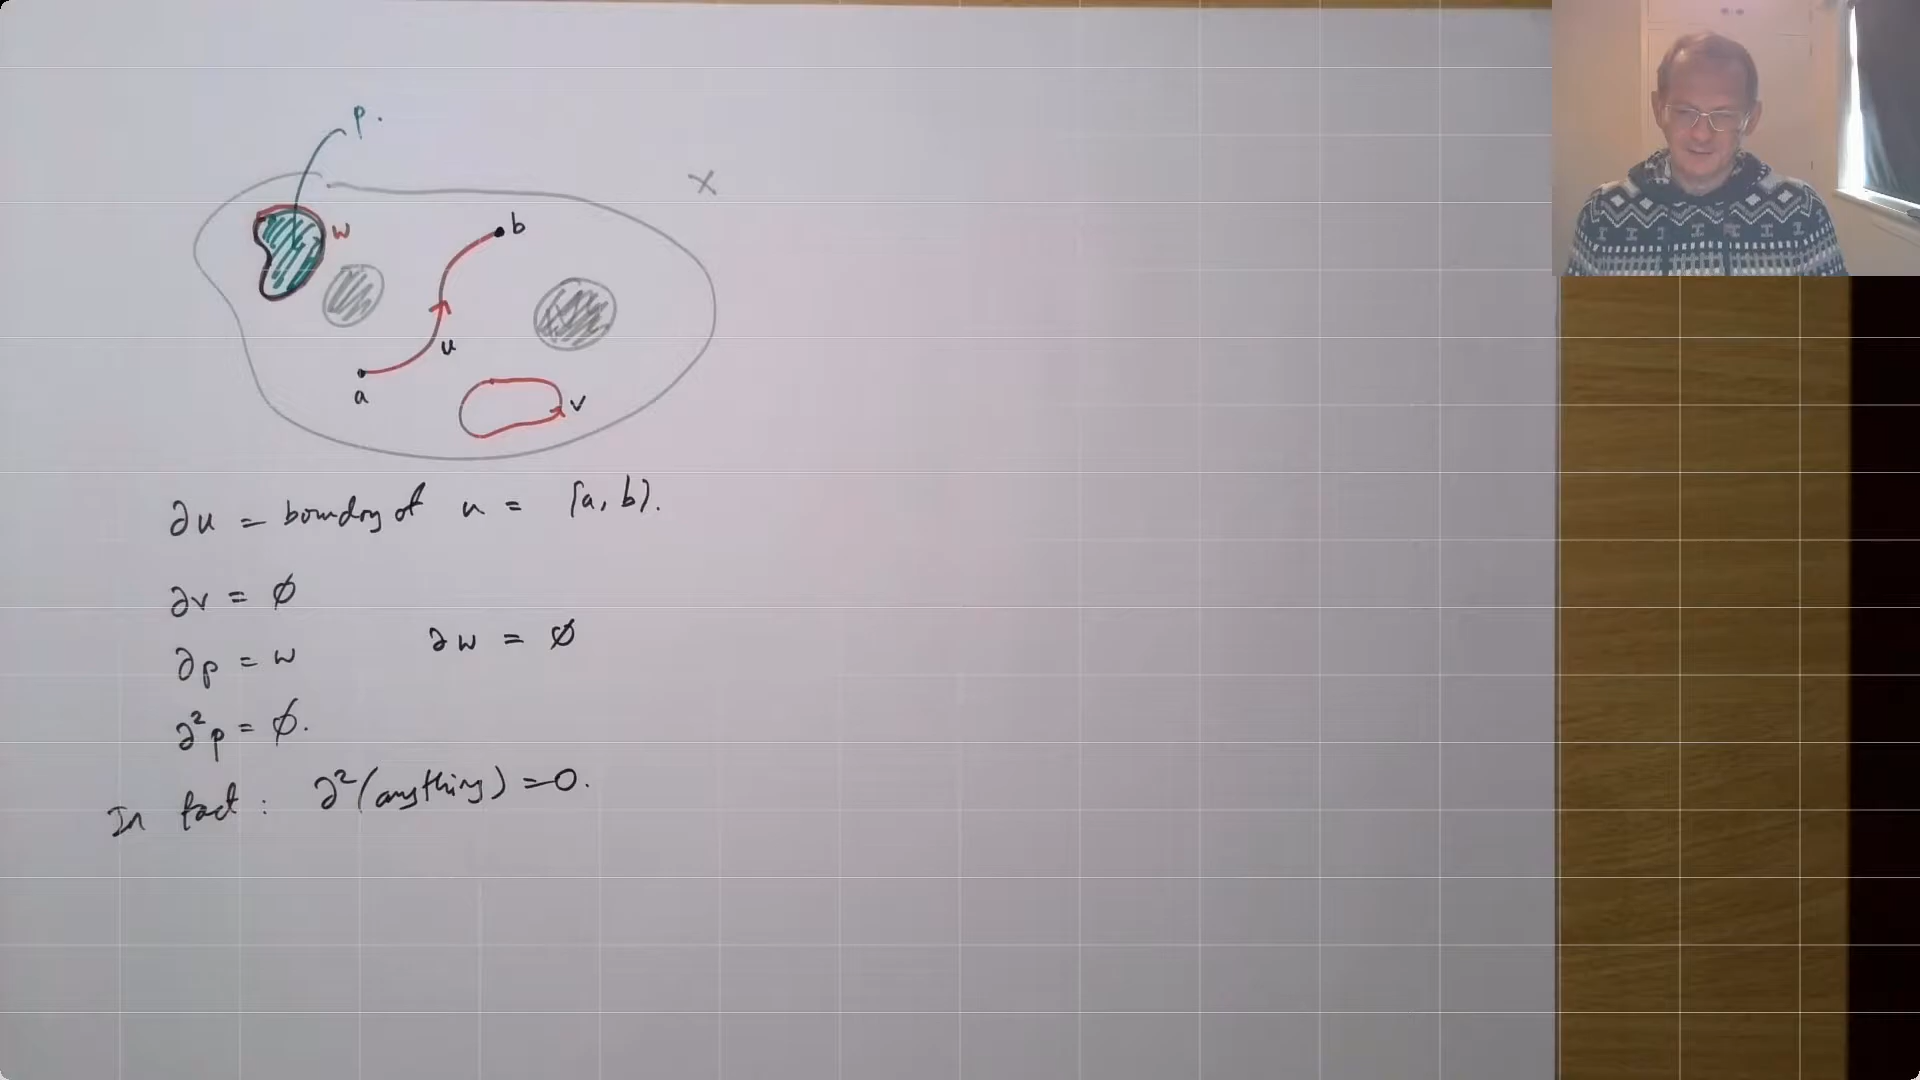 p.
X
w
b
u
a
v
∂u = boundry of u = {a, b}.
∂v = ∅
∂w = ∅
∂p = w
∂²p = ∅.
In fact : ∂²(anything) = 0.